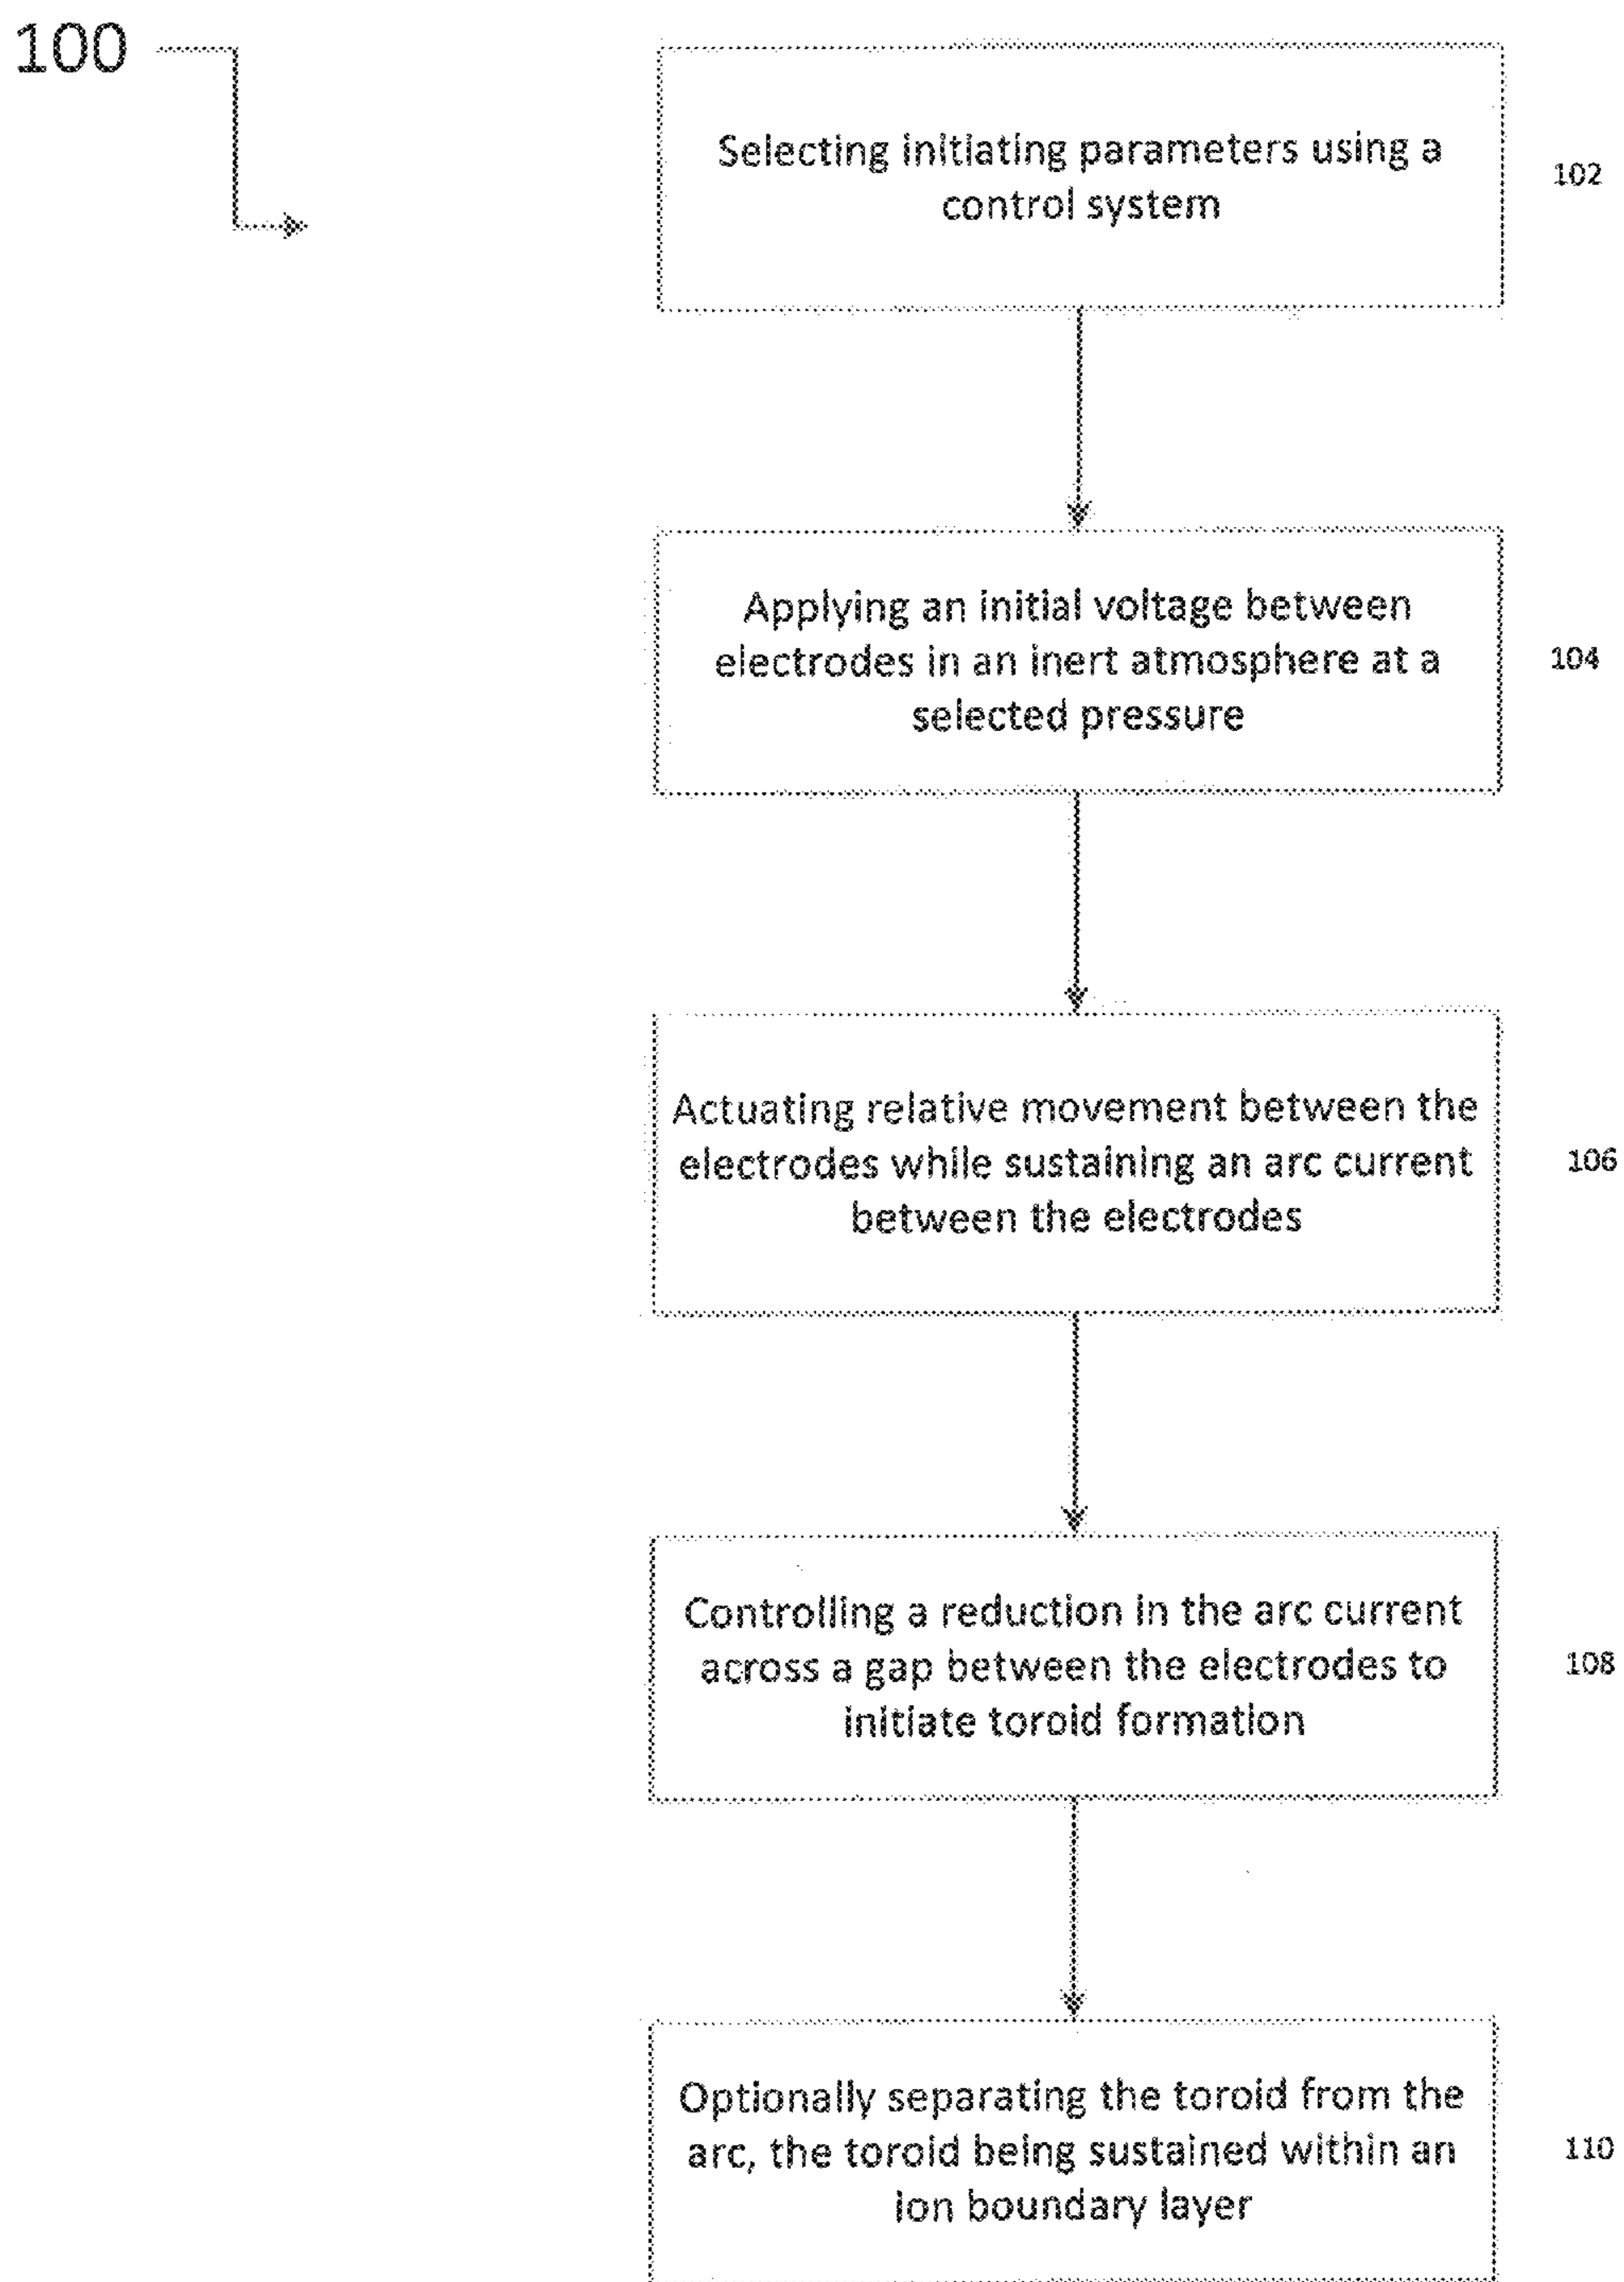 100
Selecting initiating parameters using a
control system
102
Applying an initial voltage between
electrodes in an inert atmosphere at a
selected pressure
104
Actuating relative movement between the
electrodes while sustaining an arc current
between the electrodes
106
Controlling a reduction in the arc current
across a gap between the electrodes to
initiate toroid formation
108
Optionally separating the toroid from the
arc, the toroid being sustained within an
ion boundary layer
110